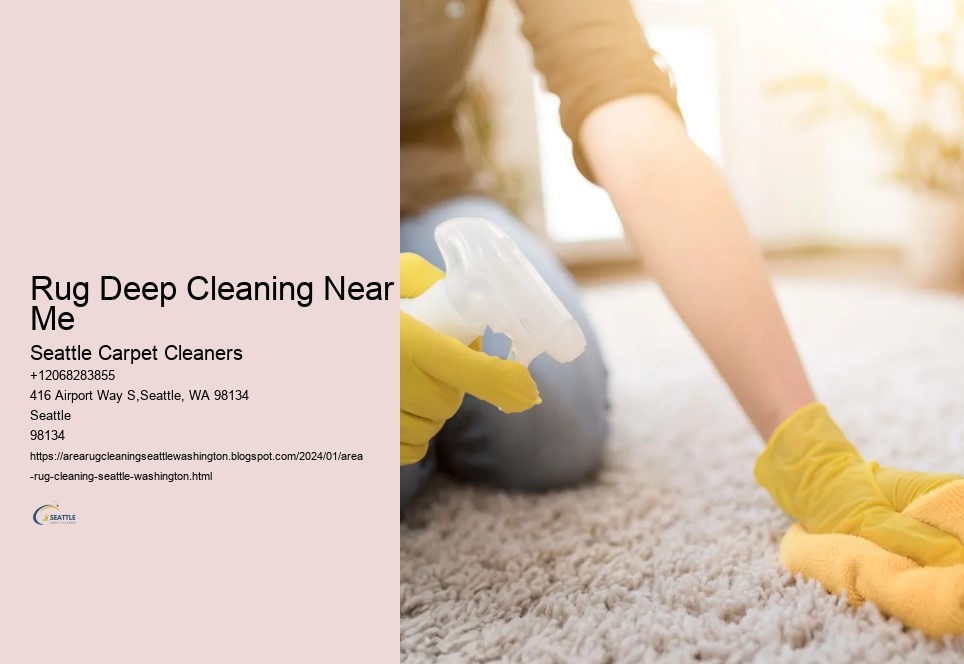 Rug Deep Cleaning Near
Me
Seattle Carpet Cleaners
+12068283855
416 Airport Way S,Seattle, WA 98134
Seattle
98134
https://arearugcleaningseattlewashington.blogspot.com/2024/01/area
-rug-cleaning-seattle-washington.html
SEATTLE